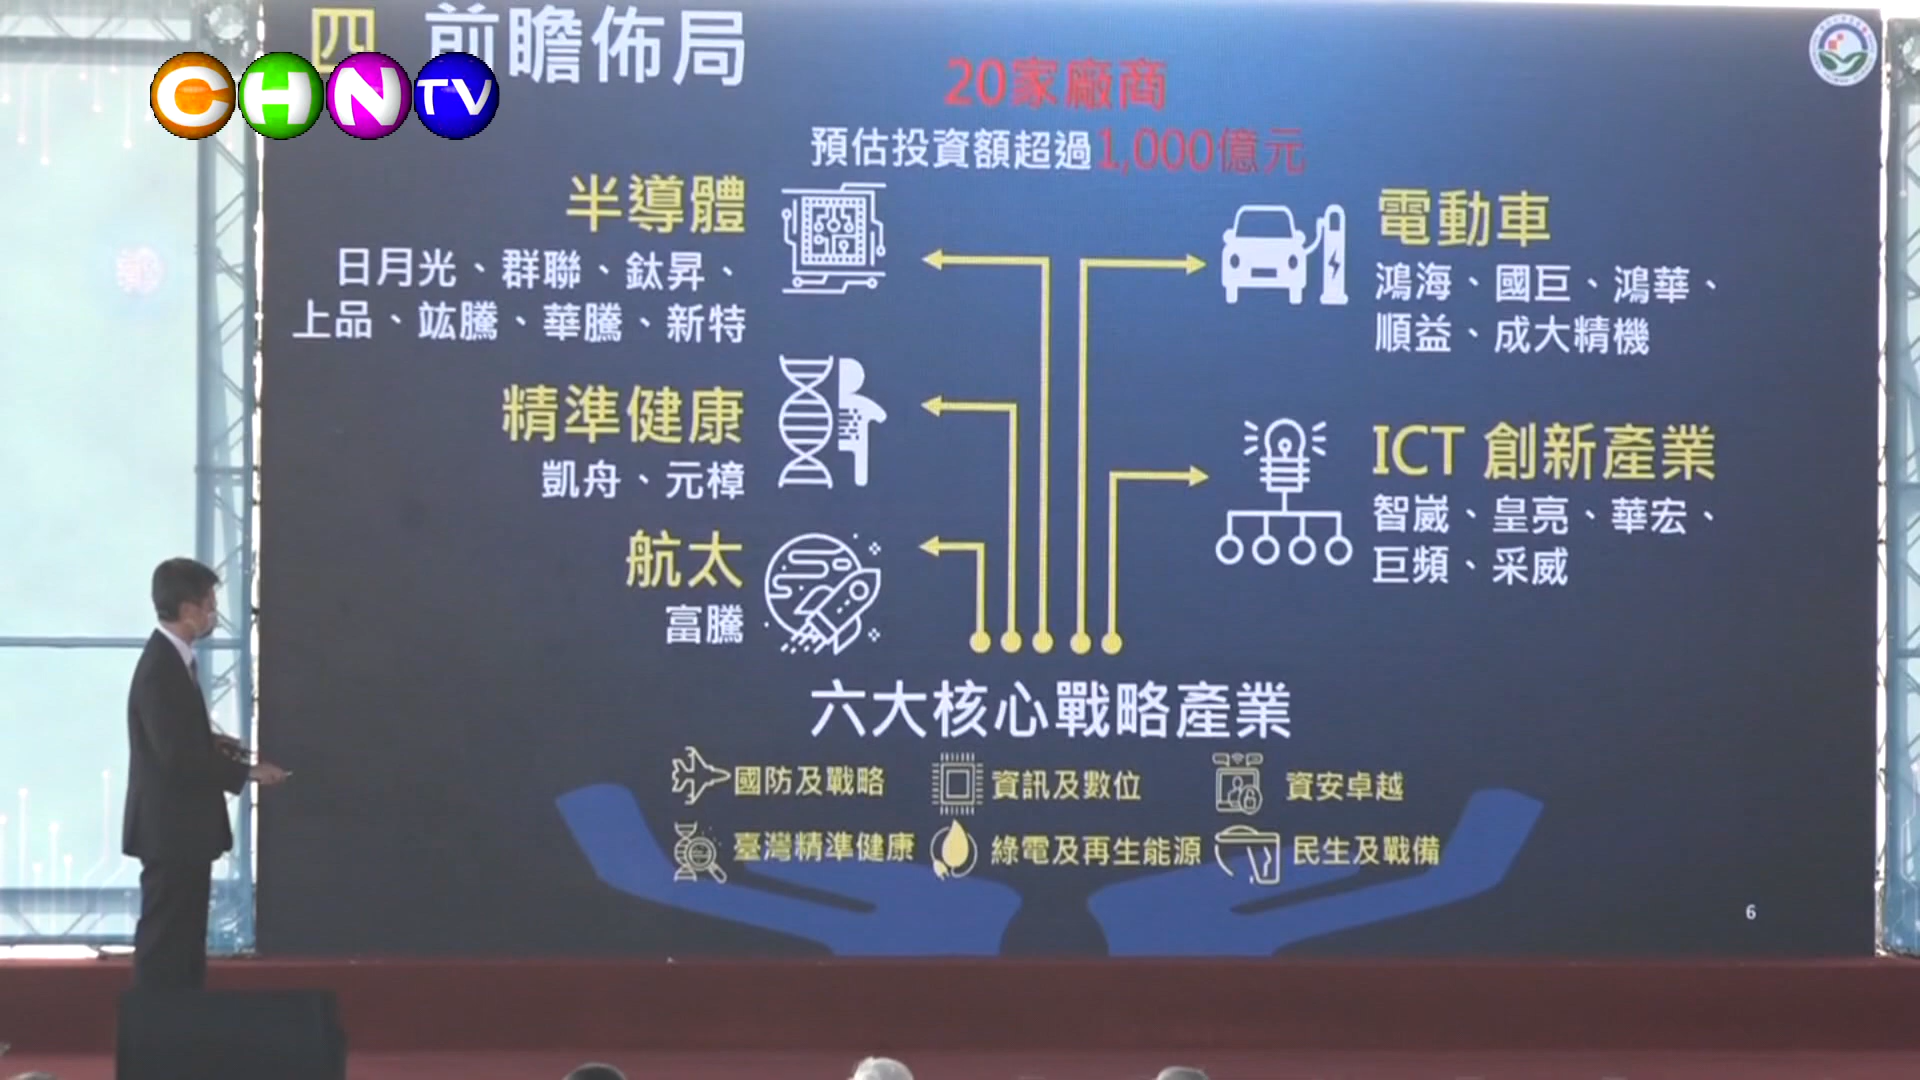 四 前瞻佈局
CHNTV
20家廠商
預估投資額超過1,000億元
半導體
日月光、群聯、鈦昇、
上品、竑騰、華騰、新特
精準健康
凱舟、元樟
航太
富騰
電動車
鴻海、國巨、鴻華、
順益、成大精機
ICT 創新產業
智崴、皇亮、華宏、
巨頻、采威
六大核心戰略產業
國防及戰略
資訊及數位
資安卓越
臺灣精準健康
綠電及再生能源
民生及戰備
6